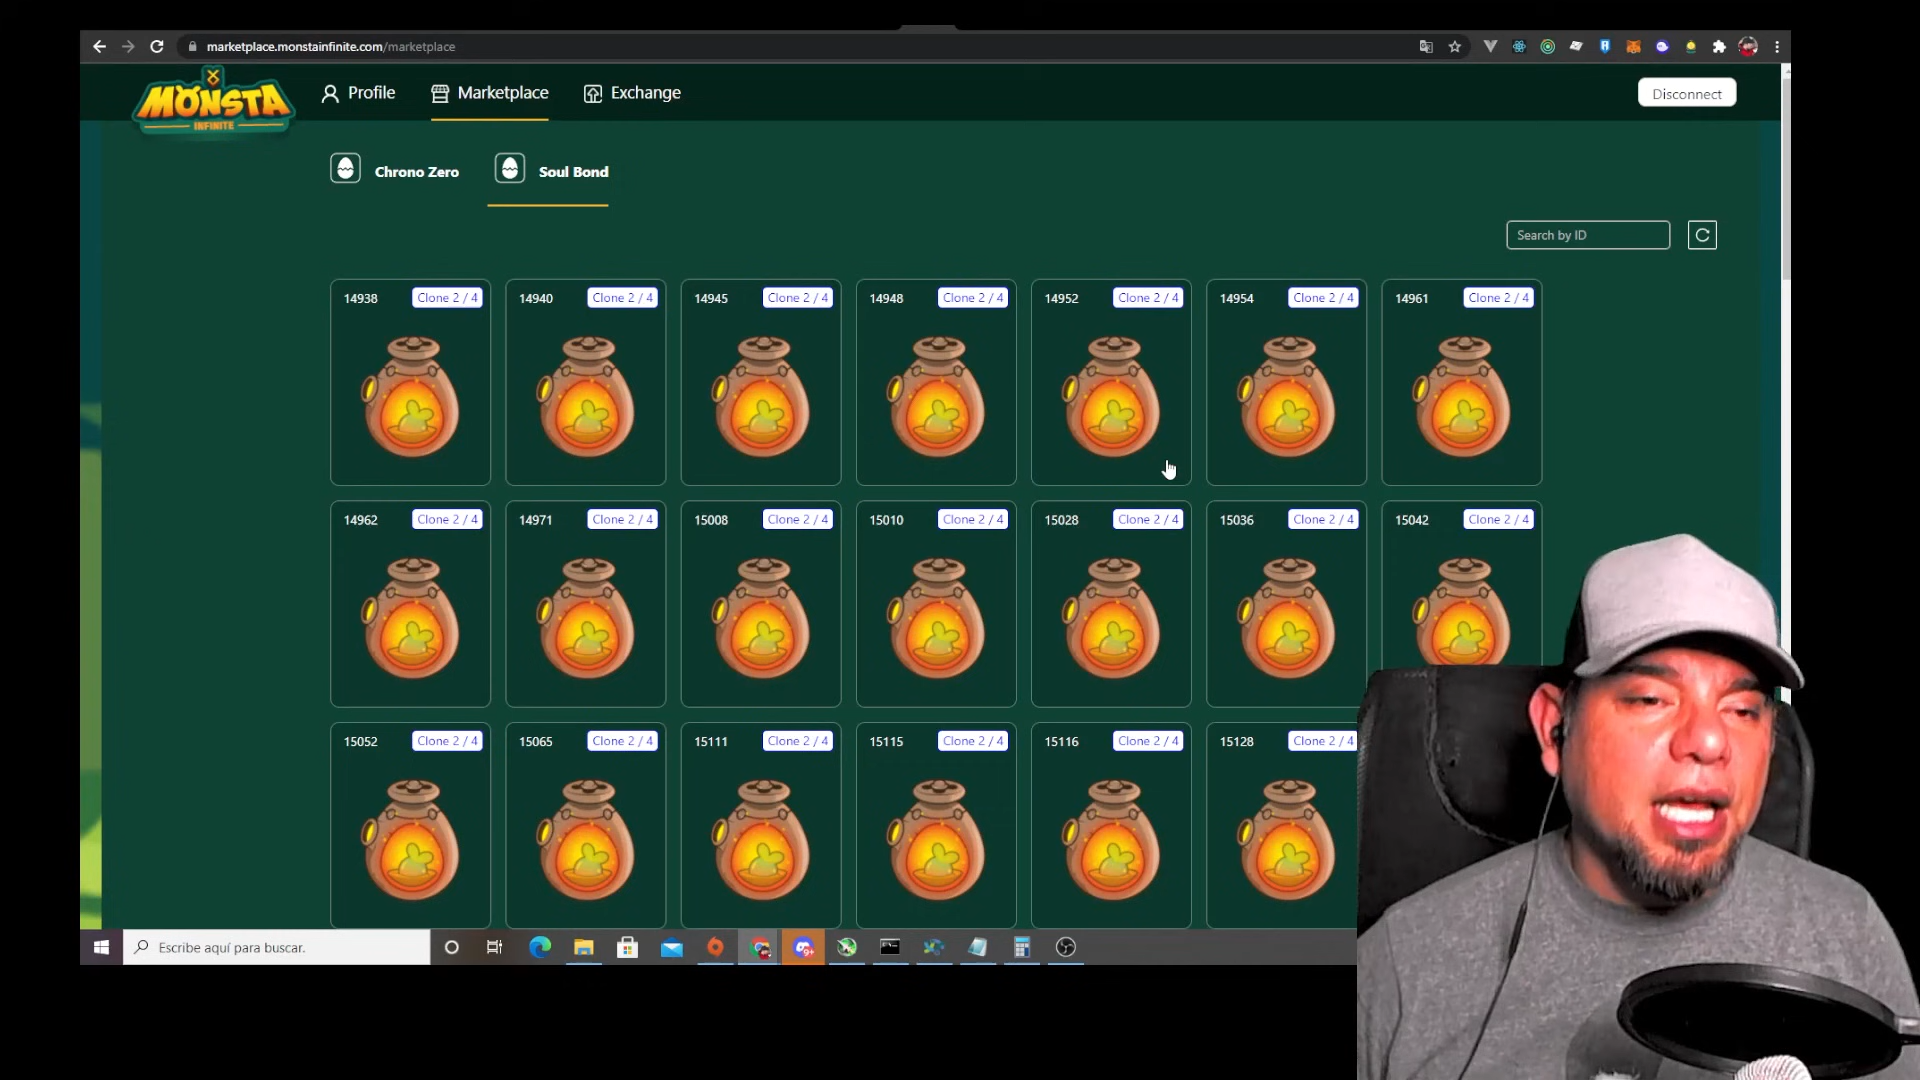 marketplace.monstainfinite.com/marketplace
MONSTA
INFINITE
Profile
Marketplace
Exchange
Disconnect
Chrono Zero
Soul Bond
Search by ID
14938 Clone 2 / 4
14940 Clone 2 / 4
14945 Clone 2 / 4
14948 Clone 2 / 4
14952 Clone 2 / 4
14954 Clone 2 / 4
14961 Clone 2 / 4
14962 Clone 2 / 4
14971 Clone 2 / 4
15008 Clone 2 / 4
15010 Clone 2 / 4
15028 Clone 2 / 4
15036 Clone 2 / 4
15042 Clone 2 / 4
15052 Clone 2 / 4
15065 Clone 2 / 4
15111 Clone 2 / 4
15115 Clone 2 / 4
15116 Clone 2 / 4
15128 Clone 2 / 4
Escribe aquí para buscar.